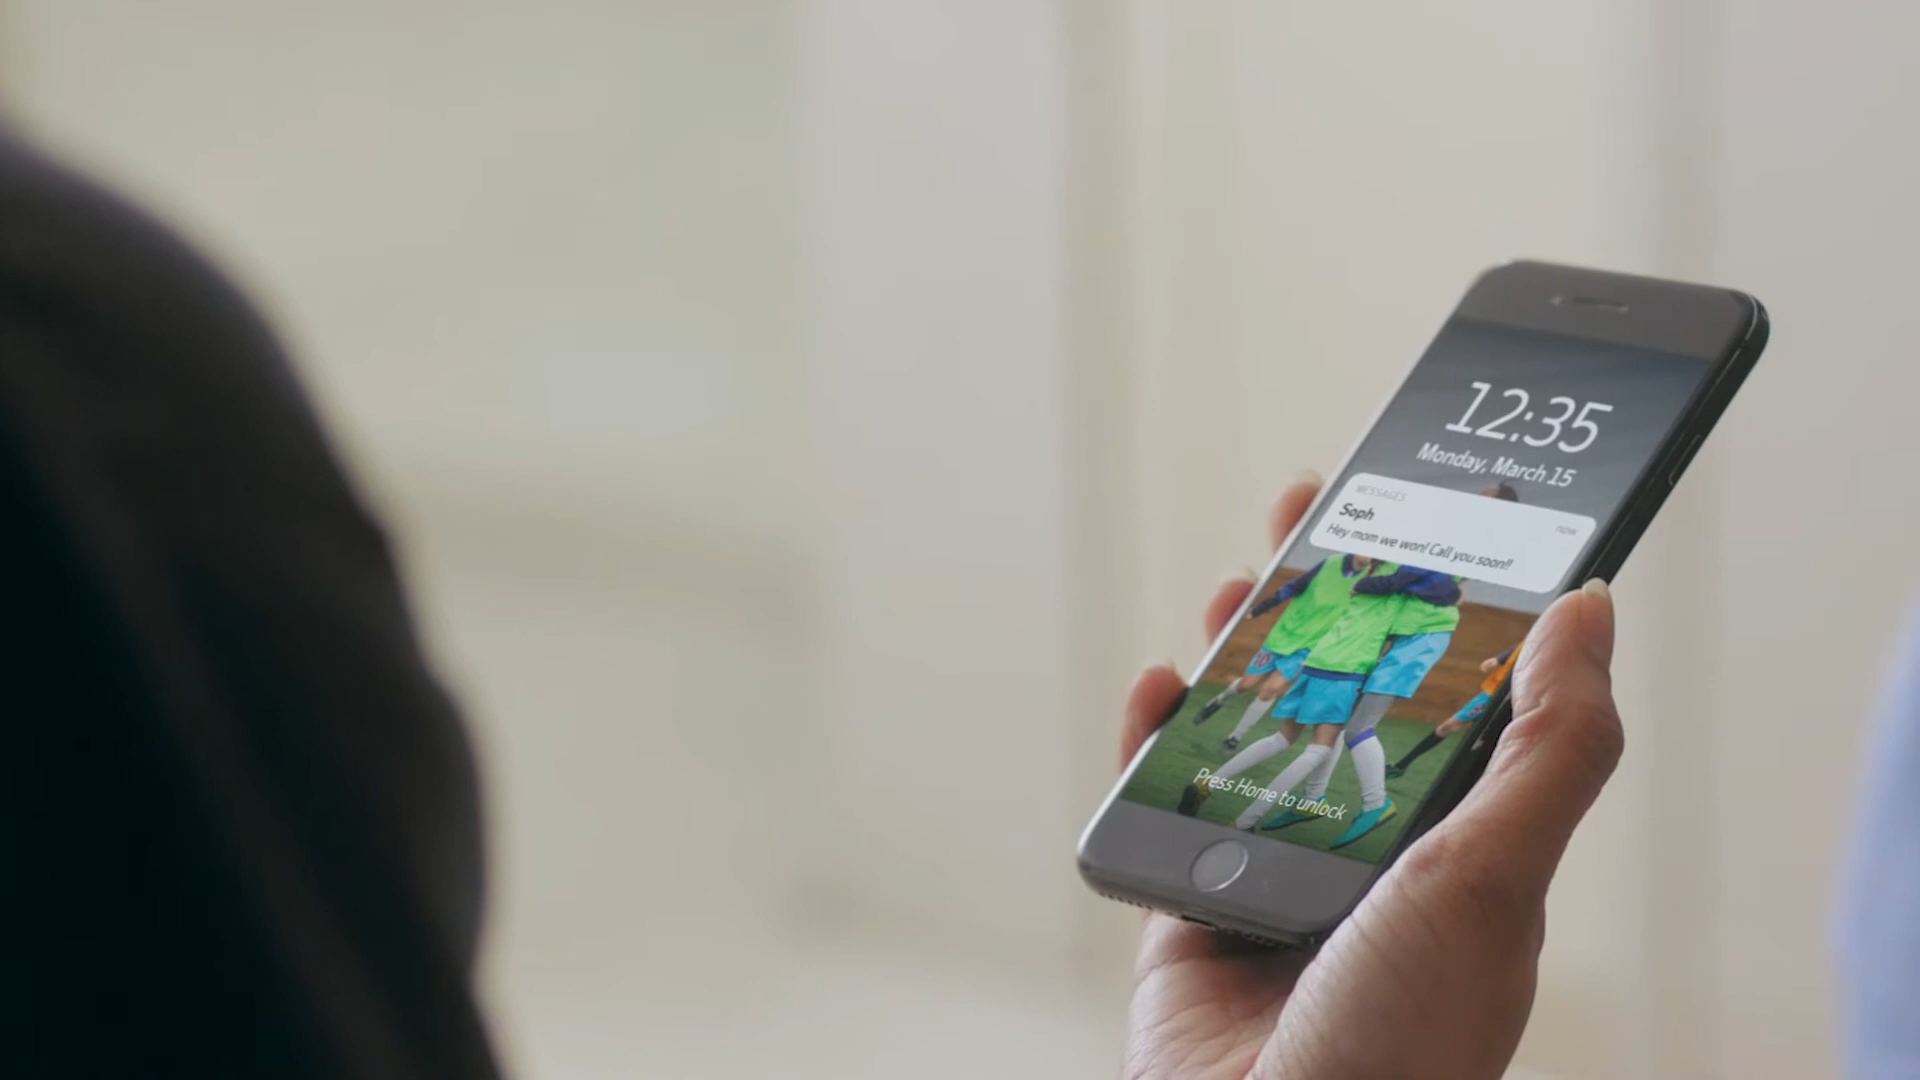 12:35
Monday, March 15
MESSAGES
now
Soph
Hey mom we won! Call you soon!!
10
Press Home to unlock